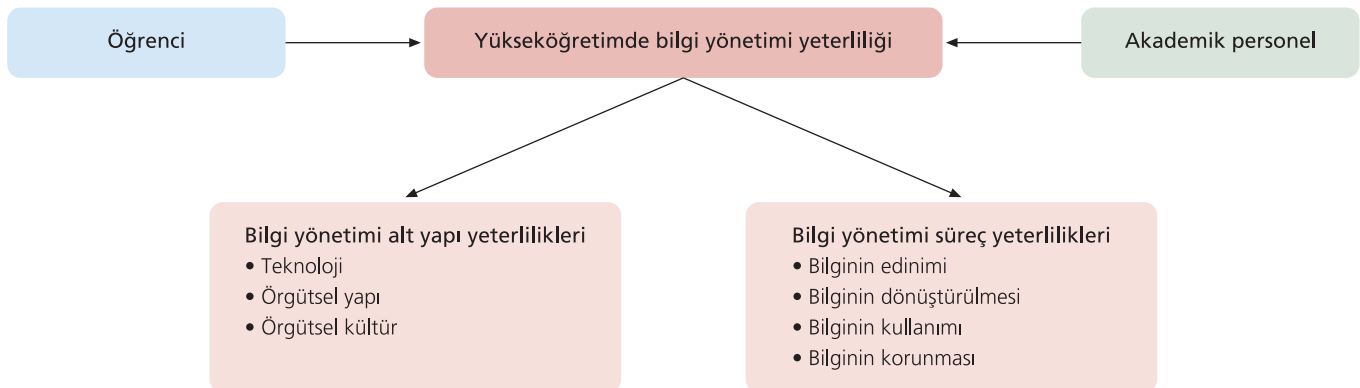 Öğrenci
Yükseköğretimde bilgi yönetimi yeterliliği
Akademik personel
Bilgi yönetimi alt yapı yeterlilikleri
• Teknoloji
• Örgütsel yapı
• Örgütsel kültür
Bilgi yönetimi süreç yeterlilikleri
• Bilginin edinimi
• Bilginin dönüştürülmesi
• Bilginin kullanımı
• Bilginin korunması